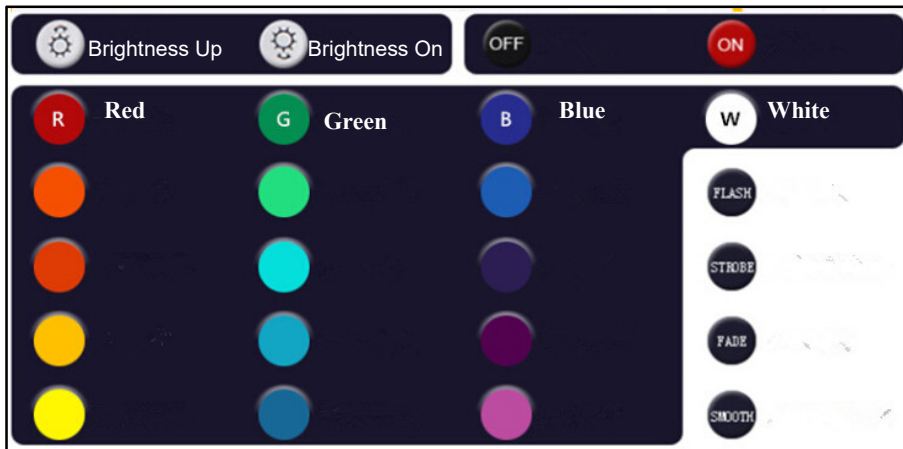 Brightness Up Brightness On OFF ON
R Red G Green B Blue W White
FLASH
STROBE
FADE
SMOOTH